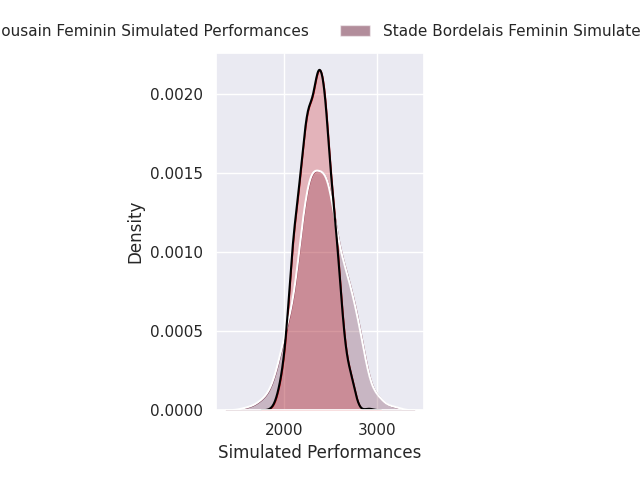 ousain Feminin Simulated Performances Stade Bordelais Feminin Simulate
0.0020
0.0015
0.0010
0.0005
0.0000
Density
2000 3000
Simulated Performances